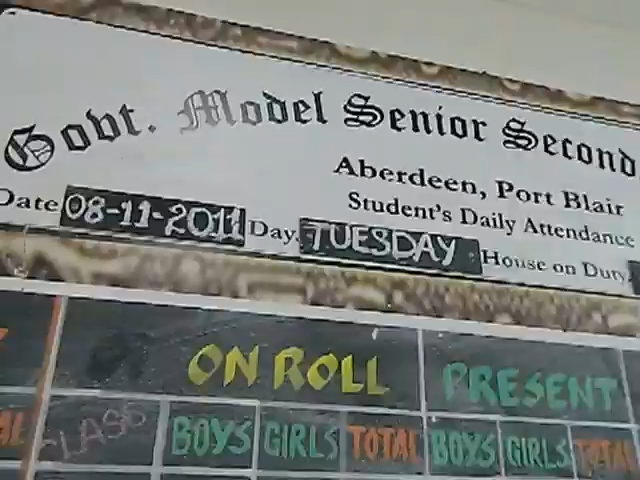 Govt. Model Senior Second
Aberdeen, Port Blair
Student's Daily Attendance
Date 08-11-2011 Day. TUESDAY House on Duty.
ON ROLL PRESENT
CLASS BOYS GIRLS TOTAL BOYS GIRLS TOTAL